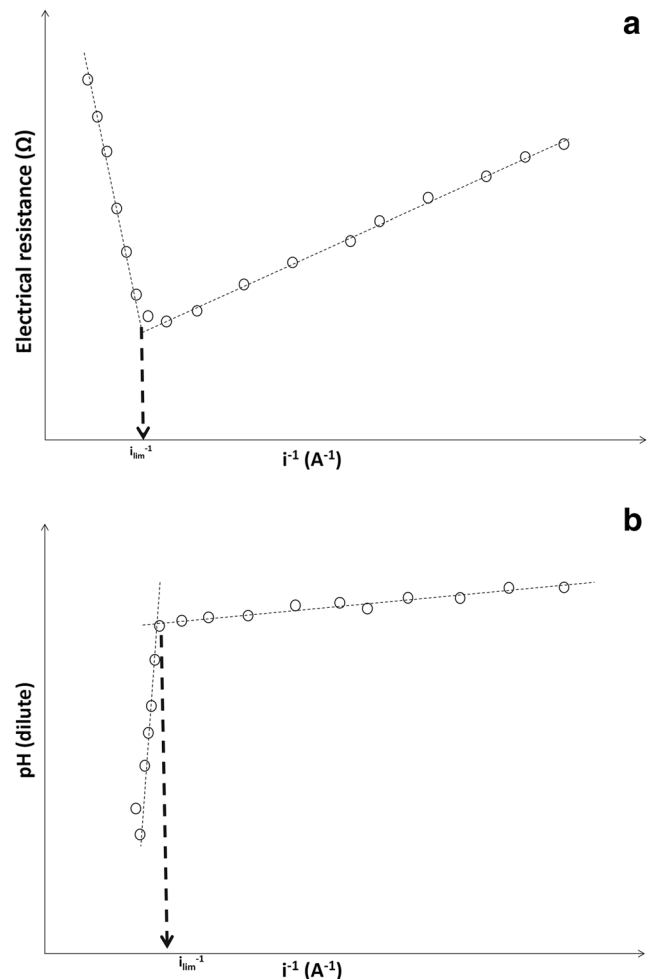 a
Electrical resistance (Ω)
iₗᵢₘ⁻¹
i⁻¹ (A⁻¹)
b
pH (dilute)
iₗᵢₘ⁻¹
i⁻¹ (A⁻¹)